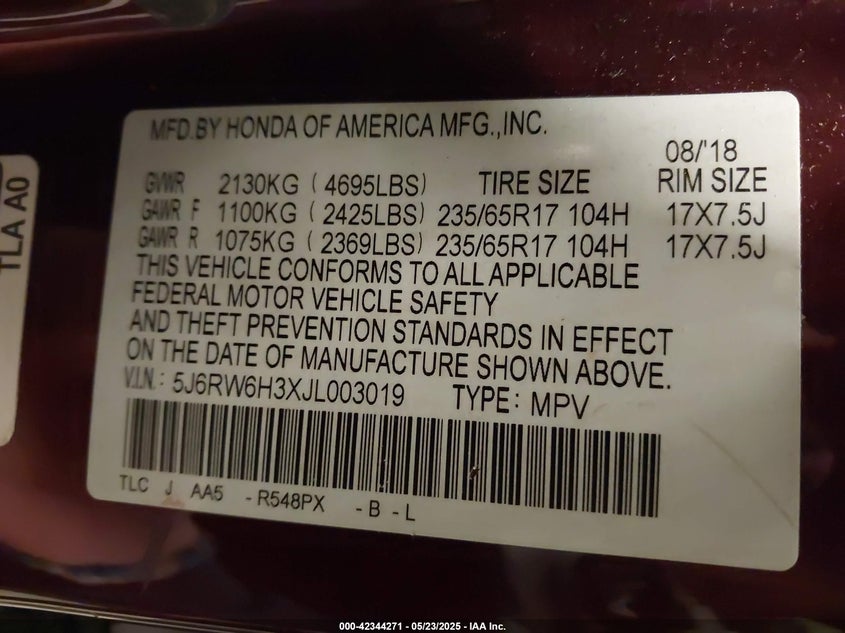 MFD.BY HONDA OF AMERICA MFG.,INC.
08/'18
GVWR 2130KG ( 4695LBS) TIRE SIZE RIM SIZE
GAWR F 1100KG ( 2425LBS) 235/65R17 104H 17X7.5J
GAWR R 1075KG ( 2369LBS) 235/65R17 104H 17X7.5J
THIS VEHICLE CONFORMS TO ALL APPLICABLE
FEDERAL MOTOR VEHICLE SAFETY
AND THEFT PREVENTION STANDARDS IN EFFECT
ON THE DATE OF MANUFACTURE SHOWN ABOVE.
V.I.N.: 5J6RW6H3XJL003019 TYPE: MPV
TLC J AA5 - R548PX - B - L
TLA A0
000-42344271 - 05/23/2025 - IAA Inc.